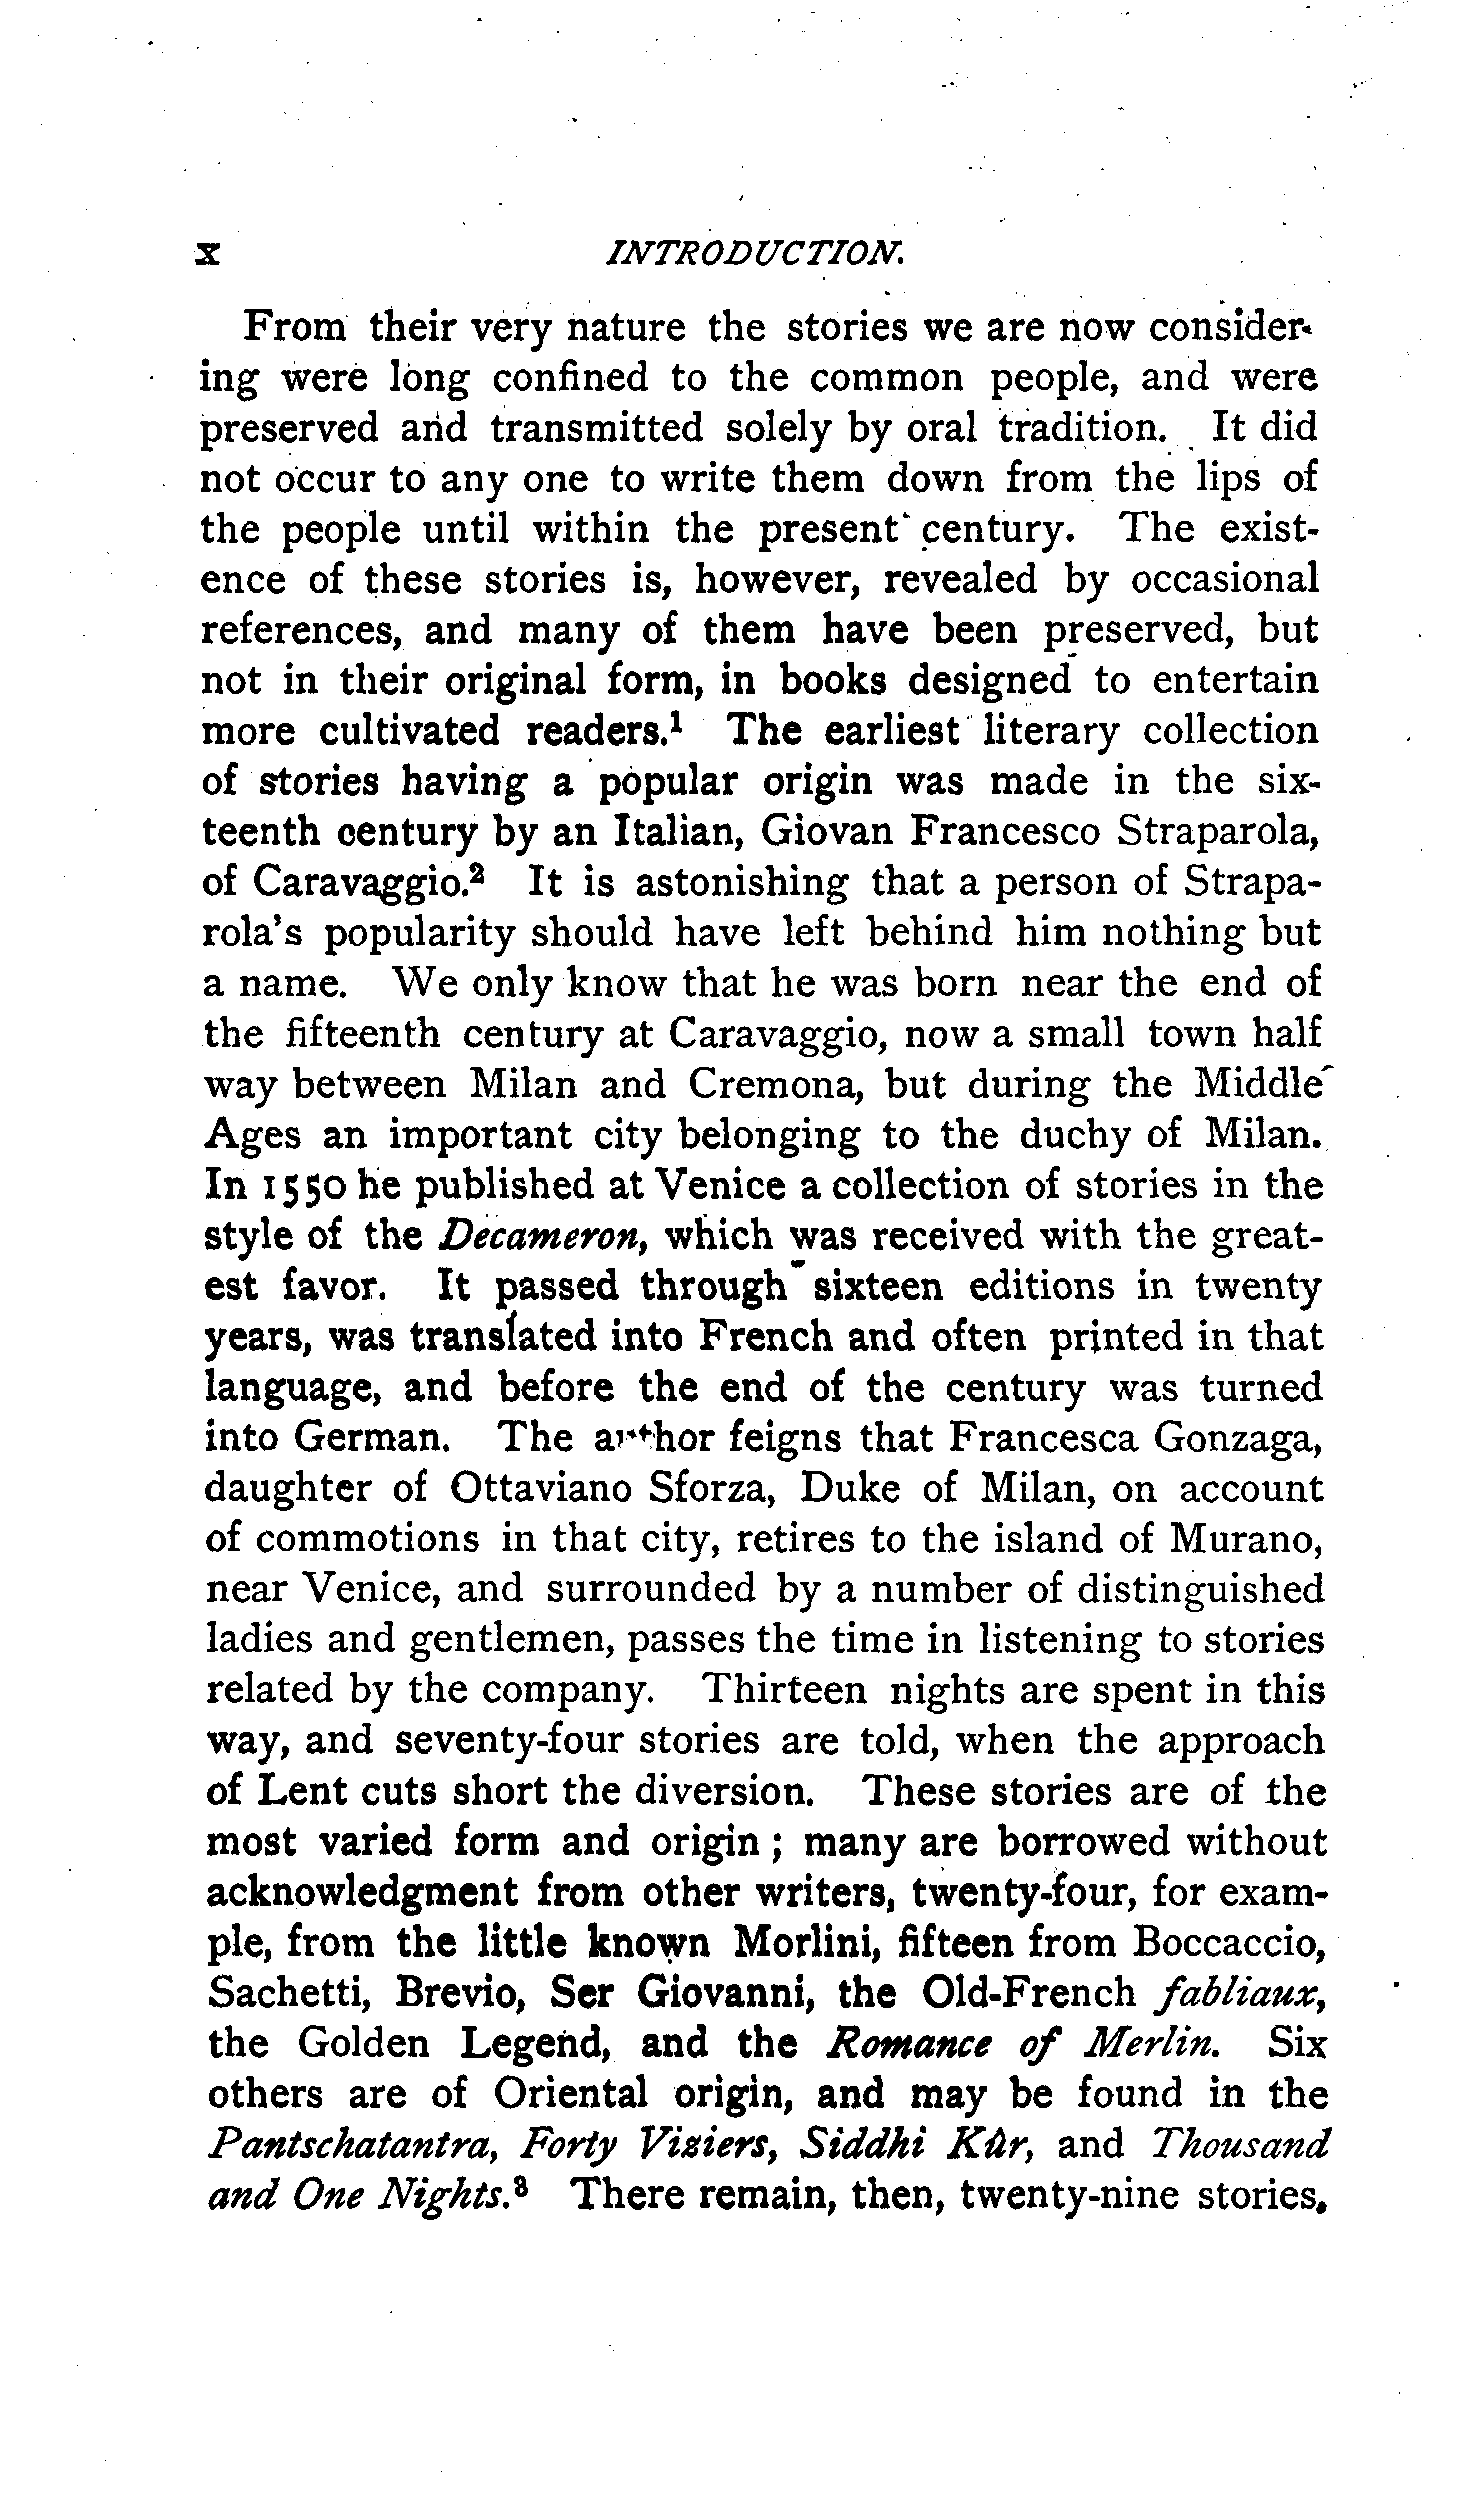 x INTRODUCTION.
From their very nature the stories we are now consider-
ing were long confined to the common people, and were
preserved and transmitted solely by oral tradition. It did
not occur to any one to write them down from the lips of
the people until within the present century. The exist-
ence of these stories is, however, revealed by occasional
references, and many of them have been preserved, but
not in their original form, in books designed to entertain
more cultivated readers.¹ The earliest literary collection
of stories having a popular origin was made in the six-
teenth century by an Italian, Giovan Francesco Straparola,
of Caravaggio.² It is astonishing that a person of Strapa-
rola's popularity should have left behind him nothing but
a name. We only know that he was born near the end of
the fifteenth century at Caravaggio, now a small town half
way between Milan and Cremona, but during the Middle
Ages an important city belonging to the duchy of Milan.
In 1550 he published at Venice a collection of stories in the
style of the Decameron, which was received with the great-
est favor. It passed through sixteen editions in twenty
years, was translated into French and often printed in that
language, and before the end of the century was turned
into German. The author feigns that Francesca Gonzaga,
daughter of Ottaviano Sforza, Duke of Milan, on account
of commotions in that city, retires to the island of Murano,
near Venice, and surrounded by a number of distinguished
ladies and gentlemen, passes the time in listening to stories
related by the company. Thirteen nights are spent in this
way, and seventy-four stories are told, when the approach
of Lent cuts short the diversion. These stories are of the
most varied form and origin ; many are borrowed without
acknowledgment from other writers, twenty-four, for exam-
ple, from the little known Morlini, fifteen from Boccaccio,
Sachetti, Brevio, Ser Giovanni, the Old-French fabliaux,
the Golden Legend, and the Romance of Merlin. Six
others are of Oriental origin, and may be found in the
Pantschatantra, Forty Viziers, Siddhi Kûr, and Thousand
and One Nights.³ There remain, then, twenty-nine stories,